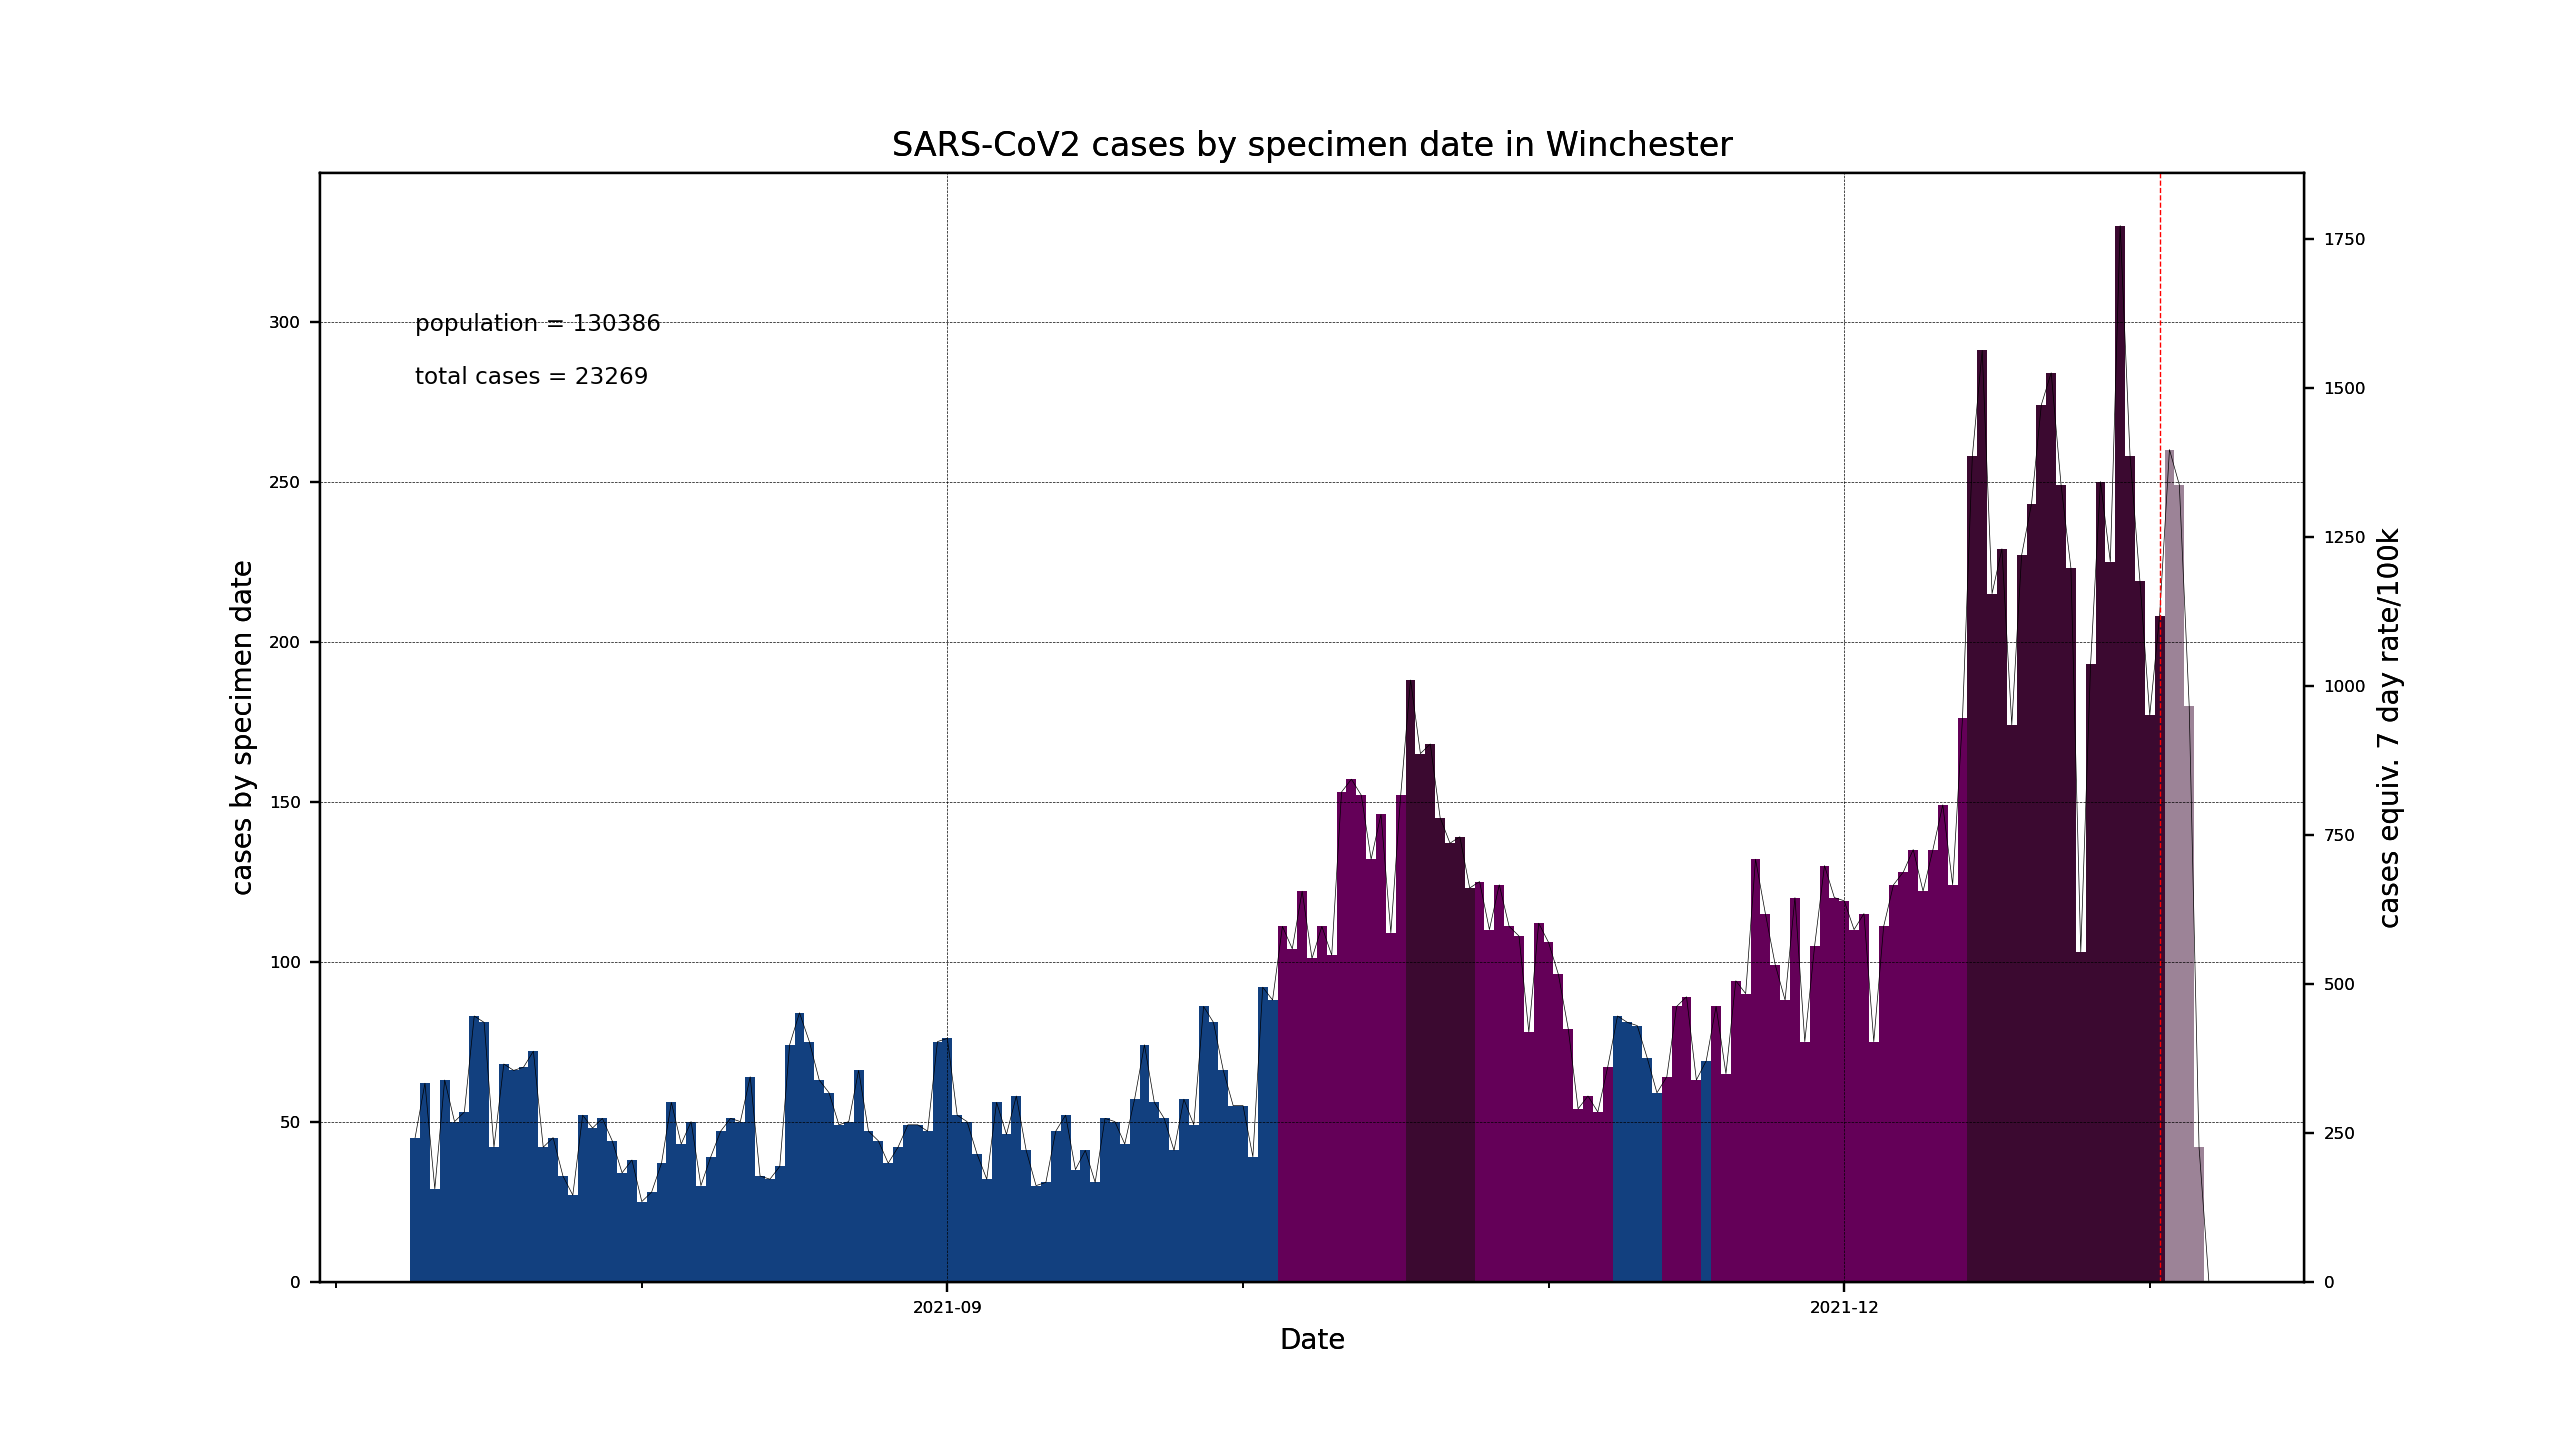 SARS-CoV2 cases by specimen date in Winchester
population = 130386
total cases = 23269
cases by specimen date
300
250
200
150
100
50
0
1750
1500
1250
1000
750
500
250
0
cases equiv. 7 day rate/100k
2021-09
2021-12
Date